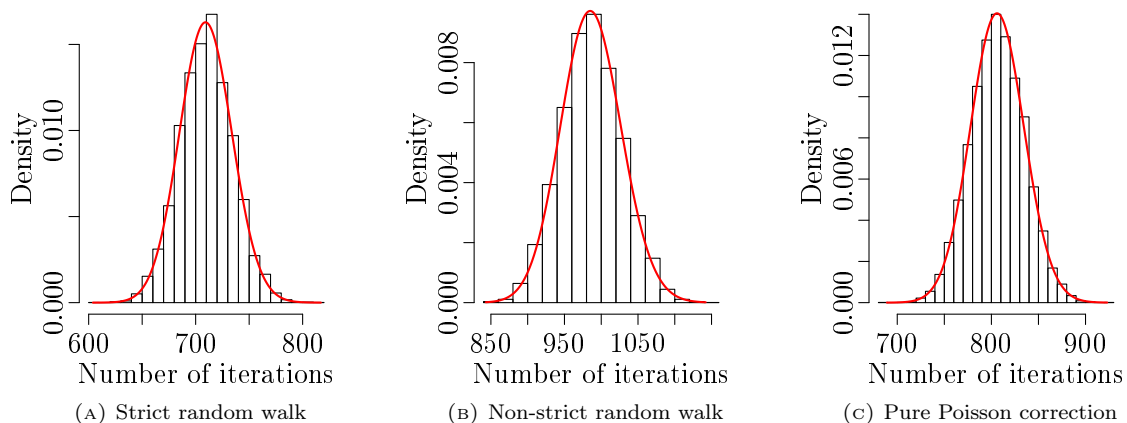 Density
0.000
0.010
600
700
800
Number of iterations
(A) Strict random walk
Density
0.000
0.004
0.008
850
950
1050
Number of iterations
(B) Non-strict random walk
Density
0.000
0.006
0.012
700
800
900
Number of iterations
(C) Pure Poisson correction